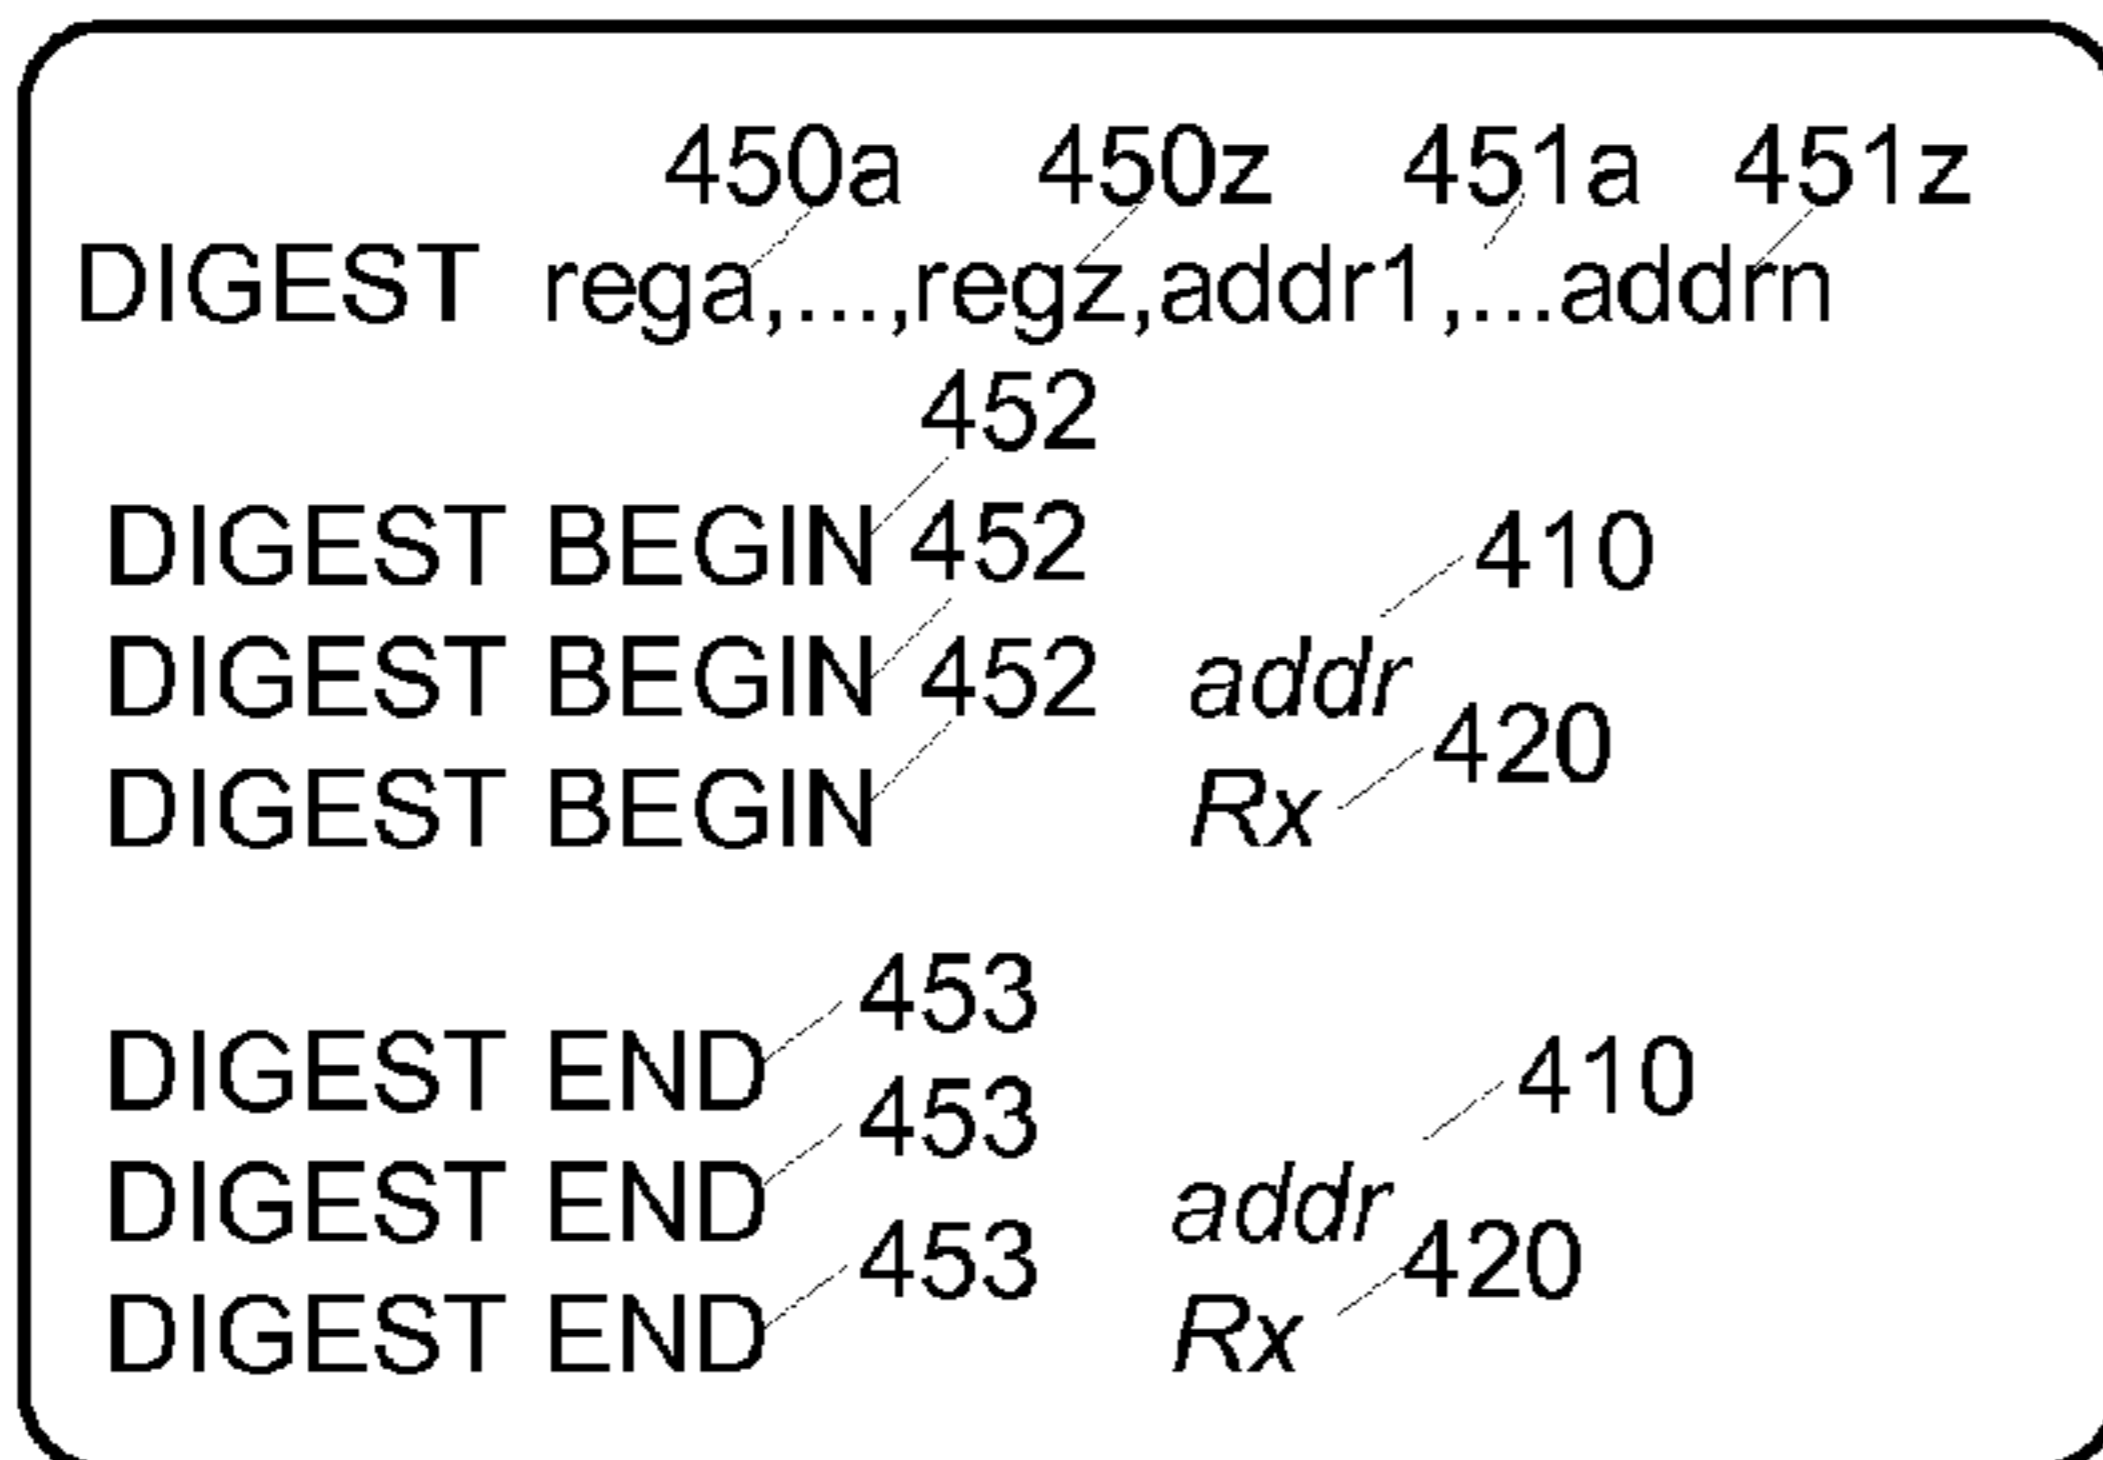 450a 450z 451a 451z
DIGEST rega,...,regz,addr1,...addrn
452
DIGEST BEGIN 452 410
DIGEST BEGIN 452 addr
420
DIGEST BEGIN Rx
453
DIGEST END 410
453
DIGEST END addr
453 420
DIGEST END Rx